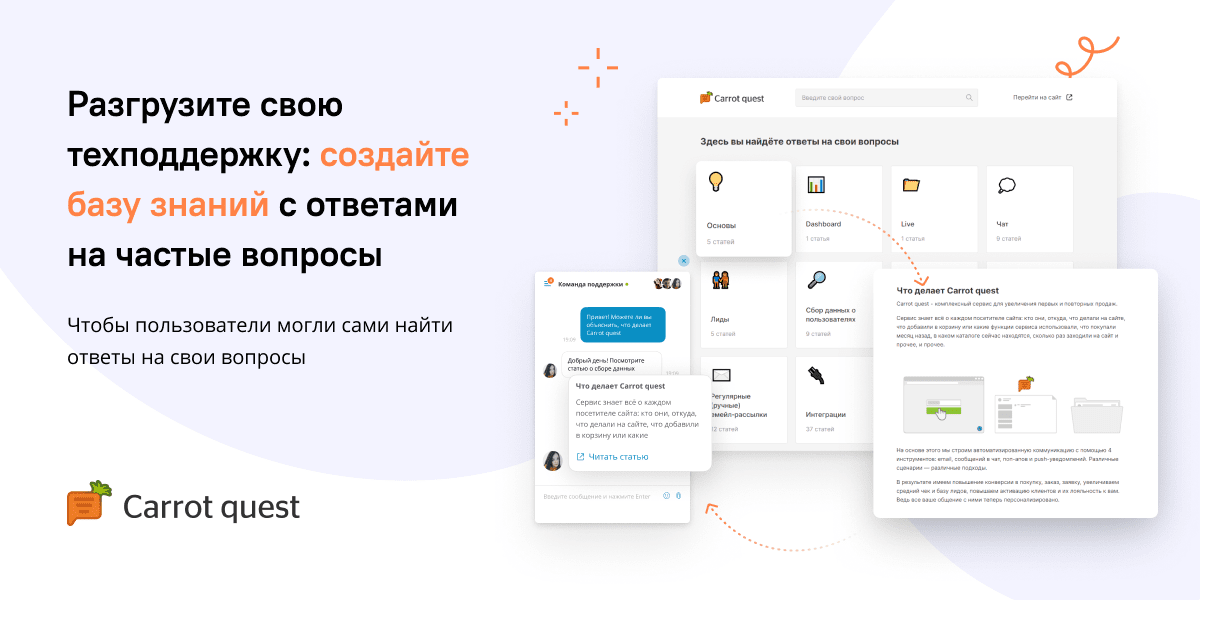 Разгрузите свою
техподдержку: создайте
базу знаний с ответами
на частые вопросы
Чтобы пользователи могли сами найти
ответы на свои вопросы
Carrot quest
Carrot quest
Введите свой вопрос
Перейти на сайт
Здесь вы найдёте ответы на свои вопросы
Основы
5 статей
Dashboard
1 статья
Live
1 статья
Чат
9 статей
Лиды
5 статей
Сбор данных о
пользователях
9 статей
Регулярные
(ручные)
емейл-рассылки
12 статей
Интеграции
37 статей
Команда поддержки
Привет! Можете ли вы
объяснить, что делает
Carrot quest
Добрый день! Посмотрите
статью о сборе данных
Что делает Carrot quest
Сервис знает всё о каждом
посетителе сайта: кто они, откуда,
что делали на сайте, что добавили
в корзину или какие
Читать статью
Введите сообщение и нажмите Enter
Что делает Carrot quest
Carrot quest - комплексный сервис для увеличения первых и повторных продаж.
Сервис знает всё о каждом посетителе сайта: кто они, откуда, что делали на сайте,
что добавили в корзину или какие функции сервиса использовали, что покупали
месяц назад, в каком каталоге сейчас находятся, сколько раз заходили на сайт и
прочее, и прочее.
На основе этого мы строим автоматизированную коммуникацию с помощью 4
инструментов: email, сообщений в чат, поп-апов и push-уведомлений. Различные
сценарии — различные подходы.
В результате имеем повышение конверсии в покупку, заказ, заявку, увеличиваем
средний чек и базу лидов, повышаем активацию клиентов и их лояльность к вам.
Ведь все ваше общение с ними теперь персонализировано.